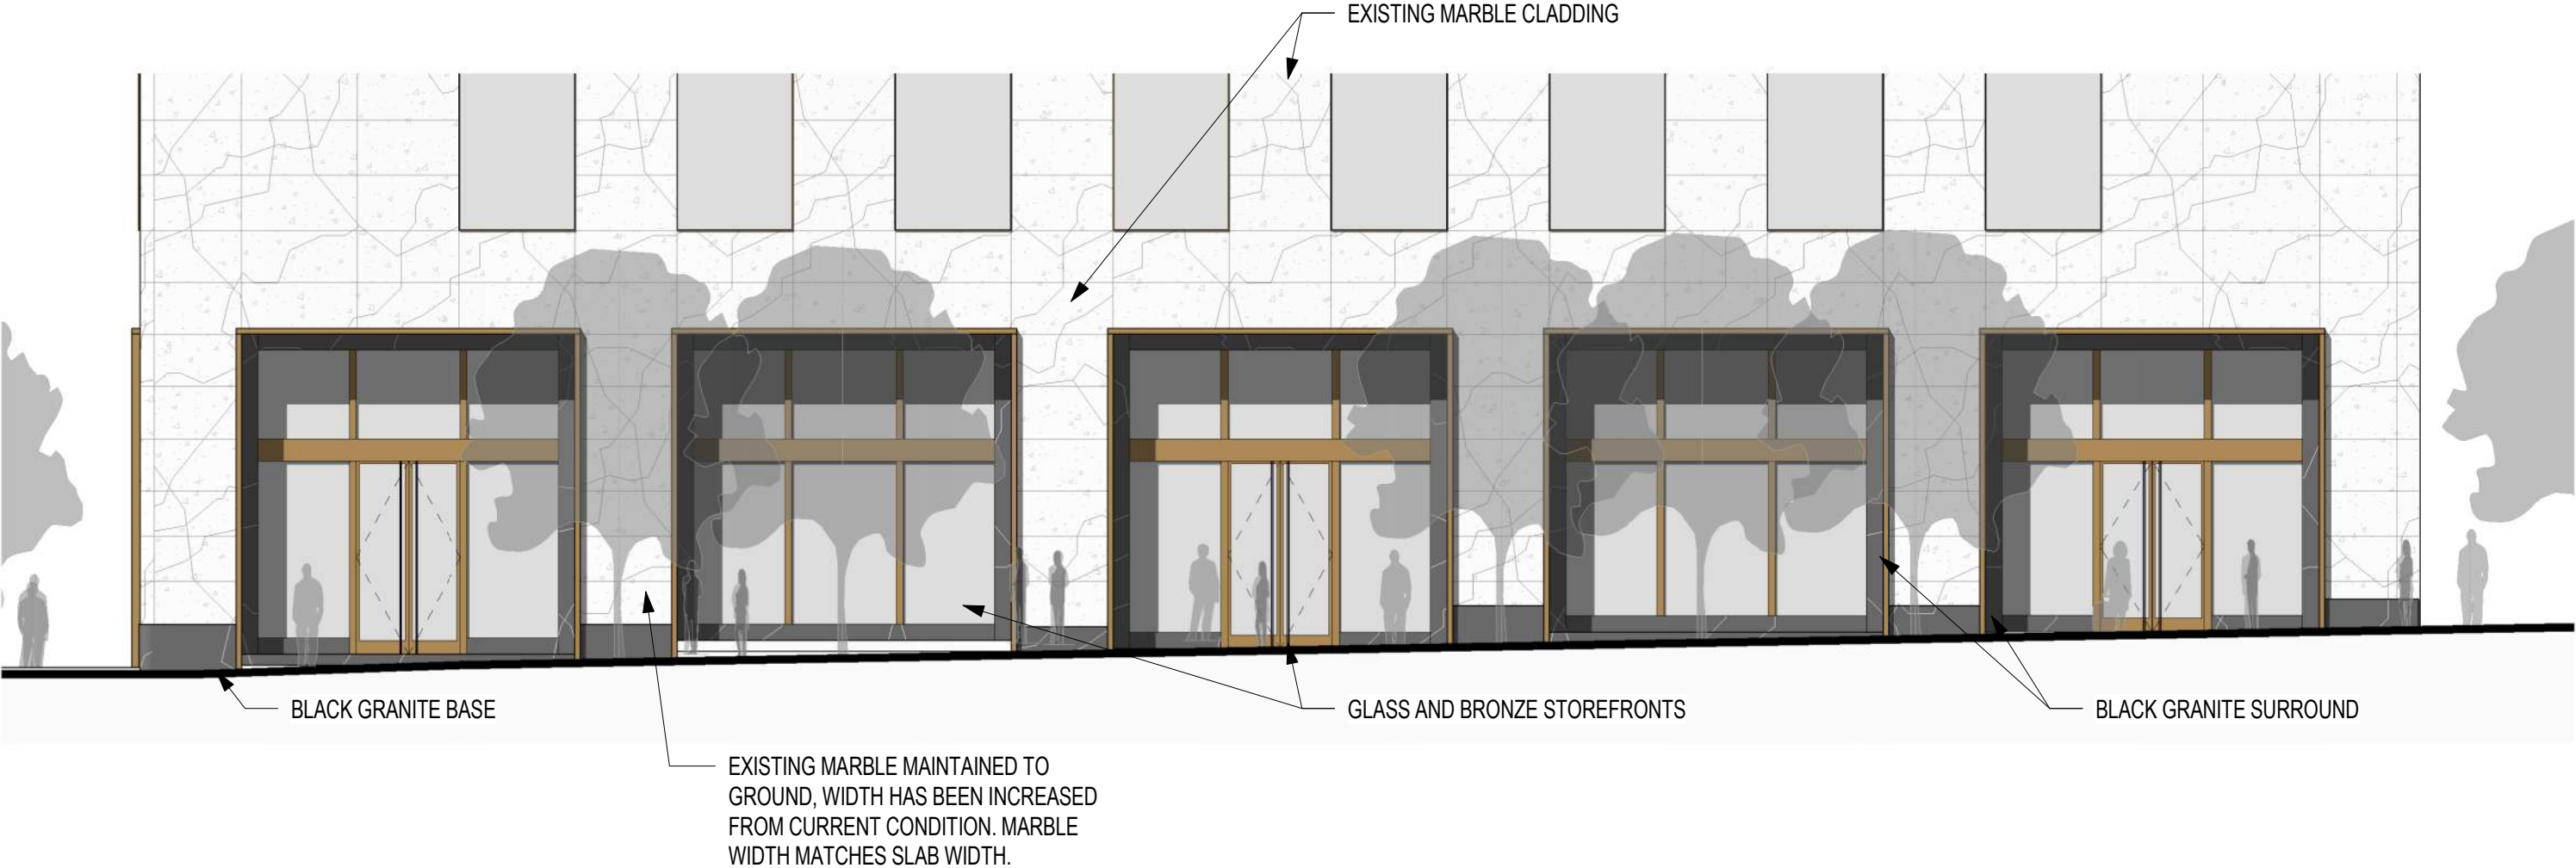 EXISTING MARBLE CLADDING
BLACK GRANITE BASE
GLASS AND BRONZE STOREFRONTS
BLACK GRANITE SURROUND
EXISTING MARBLE MAINTAINED TO
GROUND, WIDTH HAS BEEN INCREASED
FROM CURRENT CONDITION. MARBLE
WIDTH MATCHES SLAB WIDTH.